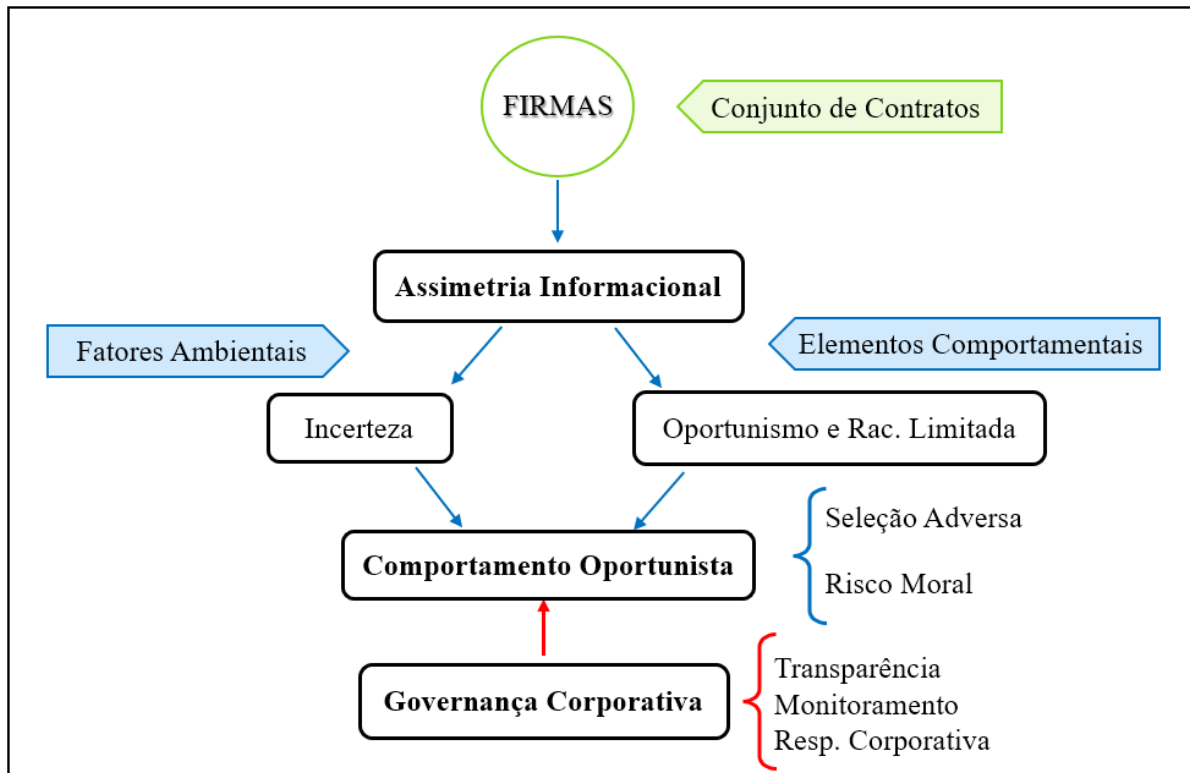 FIRMAS
Conjunto de Contratos
Assimetria Informacional
Fatores Ambientais
Elementos Comportamentais
Incerteza
Oportunismo e Rac. Limitada
Comportamento Oportunista
Seleção Adversa
Risco Moral
Governança Corporativa
Transparência
Monitoramento
Resp. Corporativa